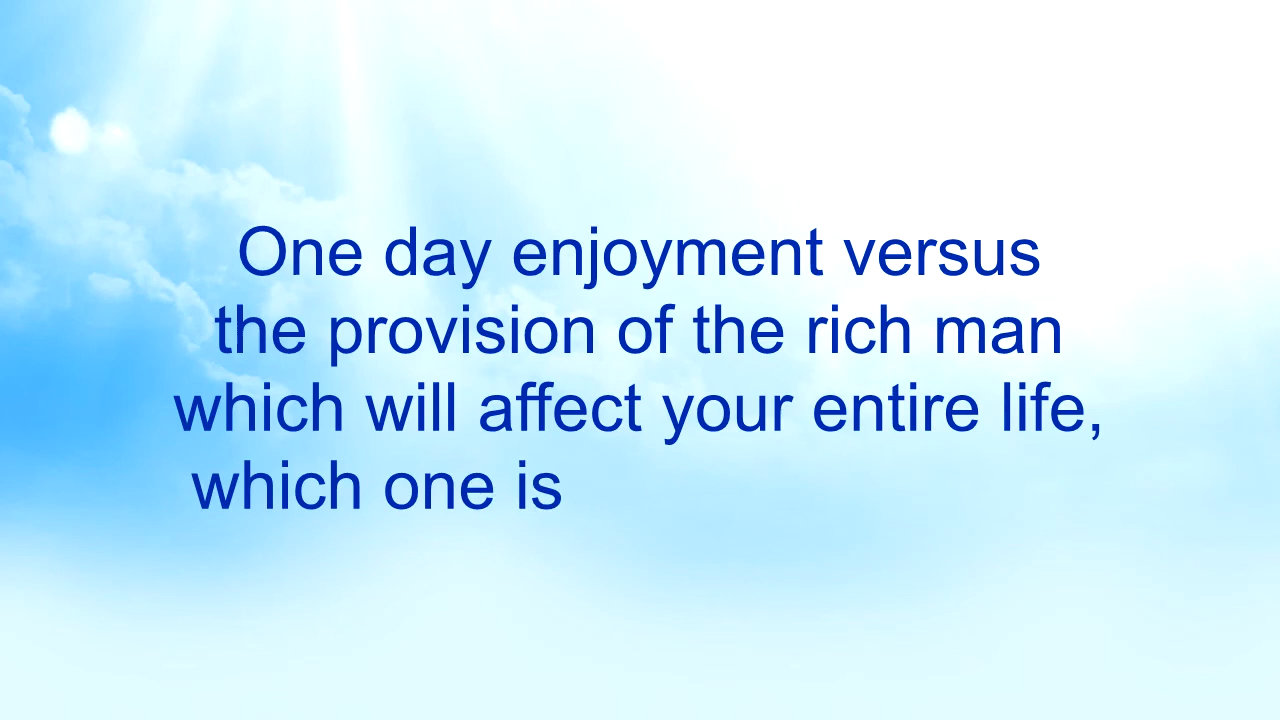 One day enjoyment versus
the provision of the rich man
which will affect your entire life,
which one is